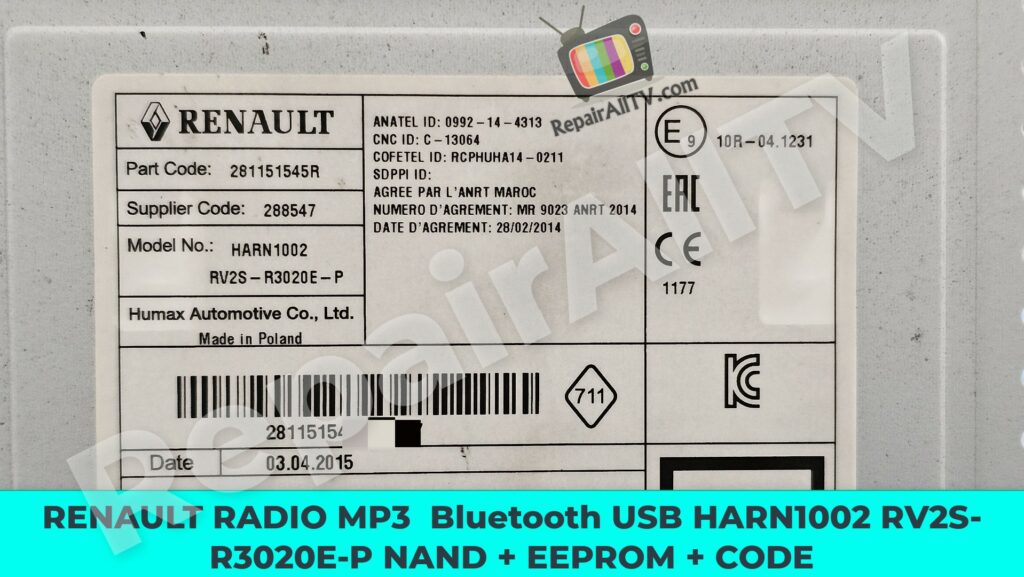 RepairAllTV.com
RENAULT
Part Code: 281151545R
Supplier Code: 288547
Model No.: HARN1002
RV2S-R3020E-P
Humax Automotive Co., Ltd.
Made in Poland
ANATEL ID: 0992-14-4313
CNC ID: C-13064
COFETEL ID: RCPHUHA14-0211
SDPPI ID:
AGREE PAR L'ANRT MAROC
NUMERO D'AGREMENT: MR 9023 ANRT 2014
DATE D'AGREMENT: 28/02/2014
E 9 10R-04.1231
EAC
CE
1177
28115154
711
KC
Date 03.04.2015
RepairAllTV
RENAULT RADIO MP3 Bluetooth USB HARN1002 RV2S-
R3020E-P NAND + EEPROM + CODE